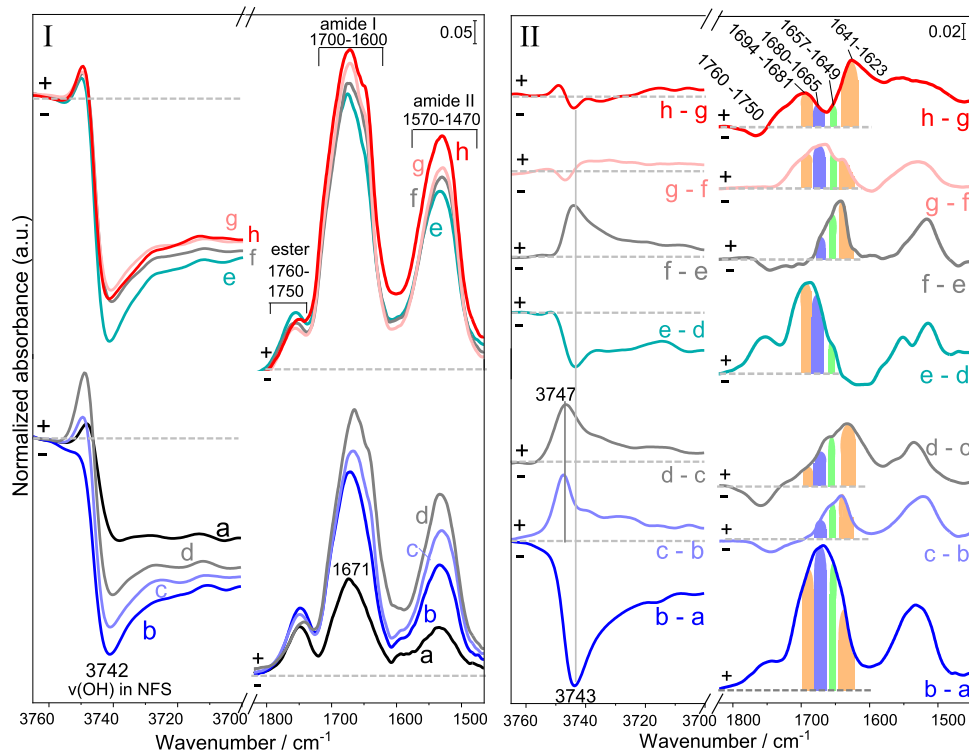 I
amide I
1700-1600
0.05
amide II
1570-1470
+
-
g
h
f
e
ester
1760-
1750
g
h
f
e
+
-
+
-
a
d
c
b
3742
ν(OH) in NFS
1671
d
c
b
a
+
-
3760
3740
3720
3700
1800
1700
1600
1500
Wavenumber / cm-1
Normalized absorbance (a.u.)
II
0.02
1760-1750
1694-1681
1680-1665
1657-1649
1641-1623
+
-
h - g
+
-
h - g
+
-
g - f
+
-
g - f
+
-
f - e
+
-
f - e
+
-
e - d
+
-
e - d
3747
+
-
d - c
+
-
d - c
+
-
c - b
+
-
c - b
+
-
b - a
3743
+
-
b - a
3760
3740
3720
3700
1800
1700
1600
1500
Wavenumber / cm-1